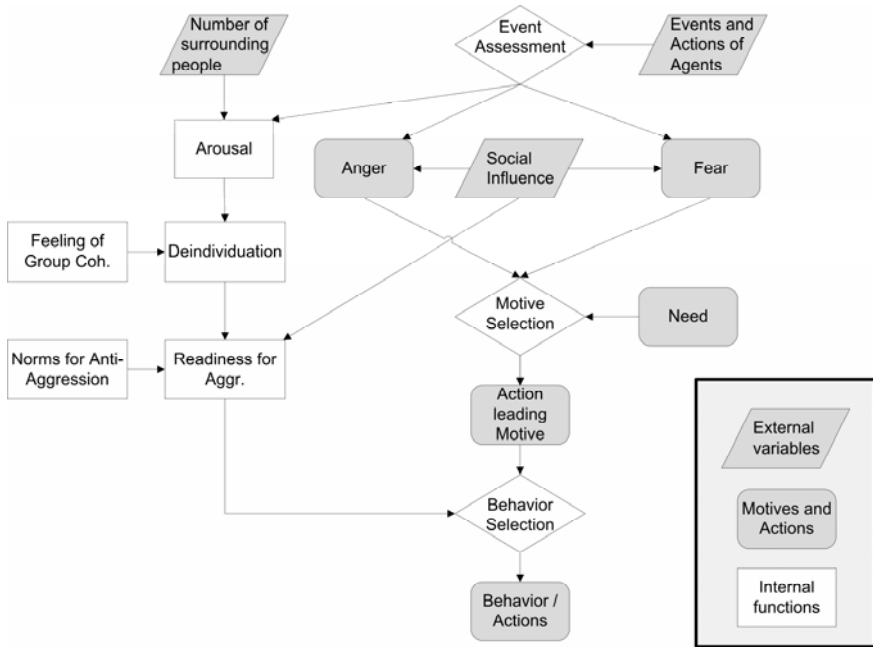 Number of
surrounding
people
Event
Assessment
Events and
Actions of
Agents
Arousal
Anger
Social
Influence
Fear
Feeling of
Group Coh.
Deindividuation
Motive
Selection
Need
Norms for Anti-
Aggression
Readiness for
Aggr.
Action
leading
Motive
Behavior
Selection
Behavior /
Actions
External
variables
Motives and
Actions
Internal
functions